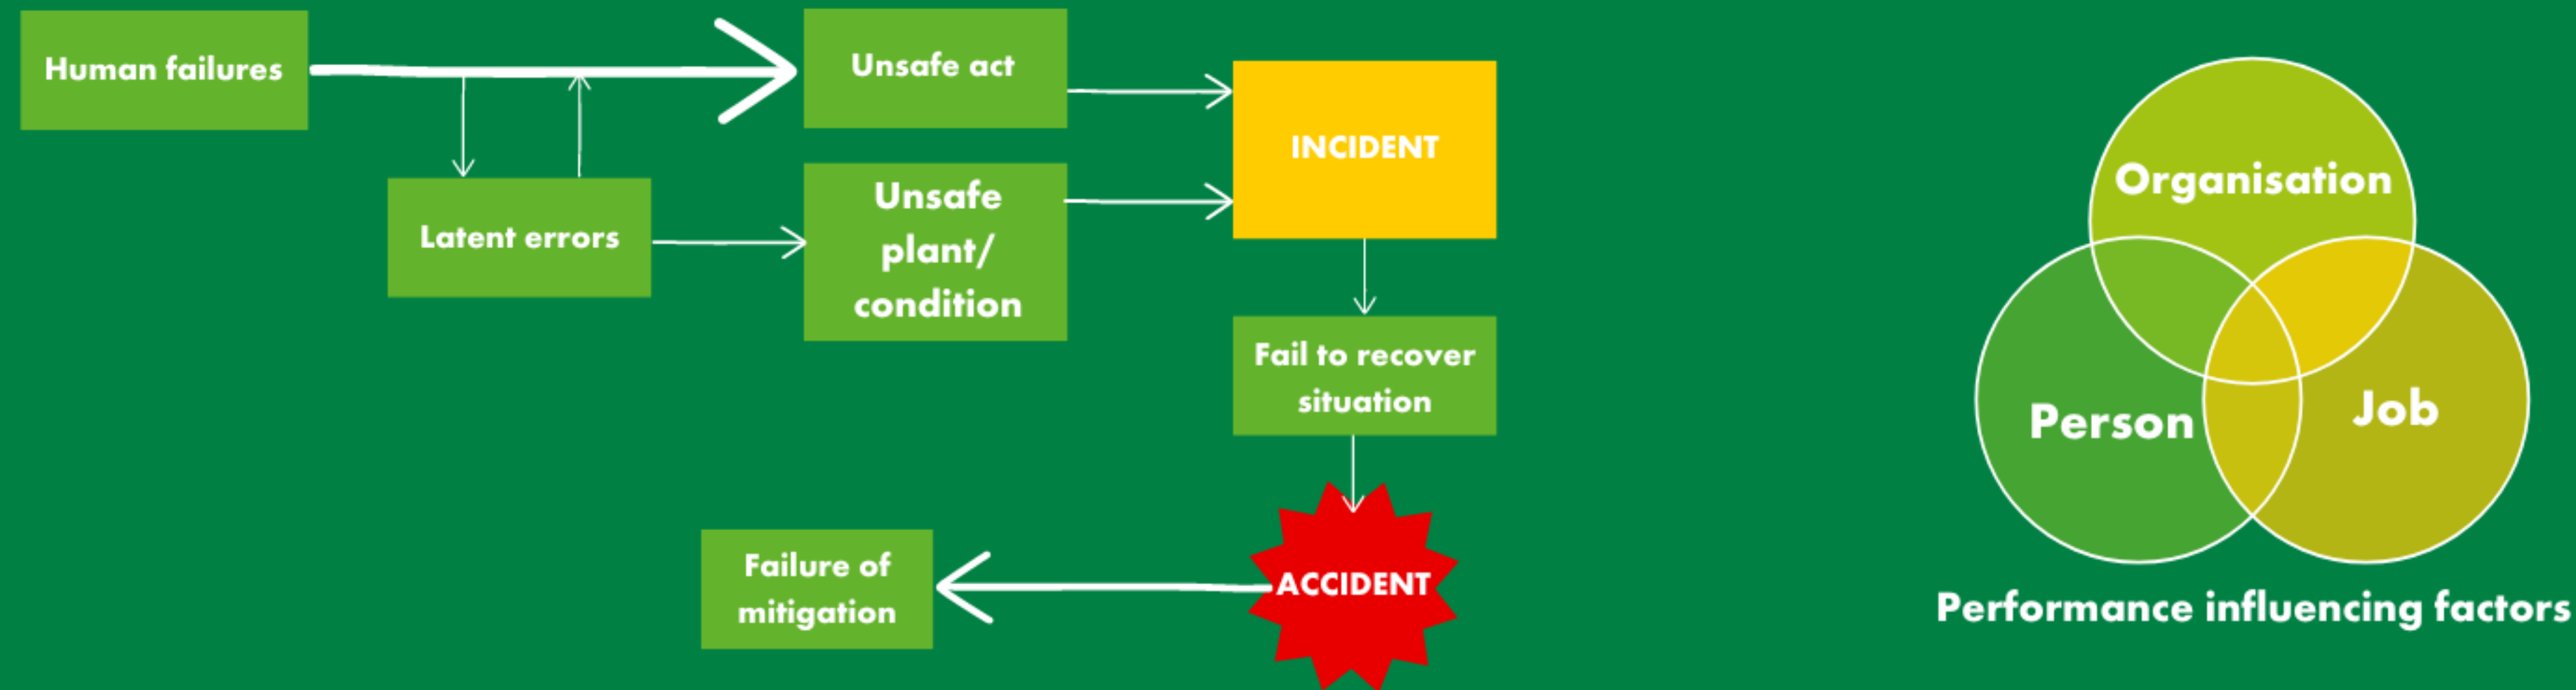 Human failures
Unsafe act
INCIDENT
Latent errors
Unsafe
plant/
condition
Fail to recover
situation
ACCIDENT
Failure of
mitigation
Organisation
Person
Job
Performance influencing factors